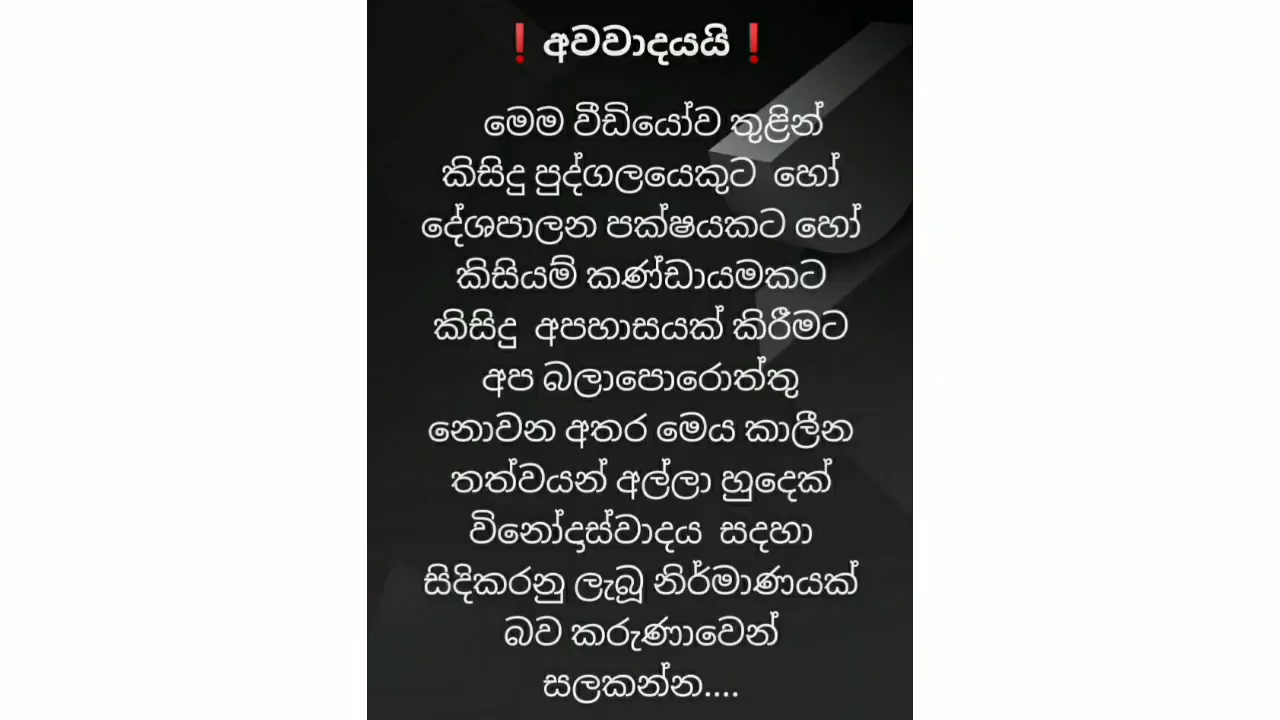 ❗අවවාදයයි❗
මෙම වීඩියෝව තුළින්
කිසිදු පුද්ගලයෙකුට හෝ
දේශපාලන පක්ෂයකට හෝ
කිසියම් කණ්ඩායමකට
කිසිදු අපහාසයක් කිරීමට
අප බලාපොරොත්තු
නොවන අතර මෙය කාලීන
තත්වයන් අල්ලා හුදෙක්
විනෝදාස්වාදය සදහා
සිදිකරනු ලැබූ නිර්මාණයක්
බව කරුණාවෙන්
සලකන්න....